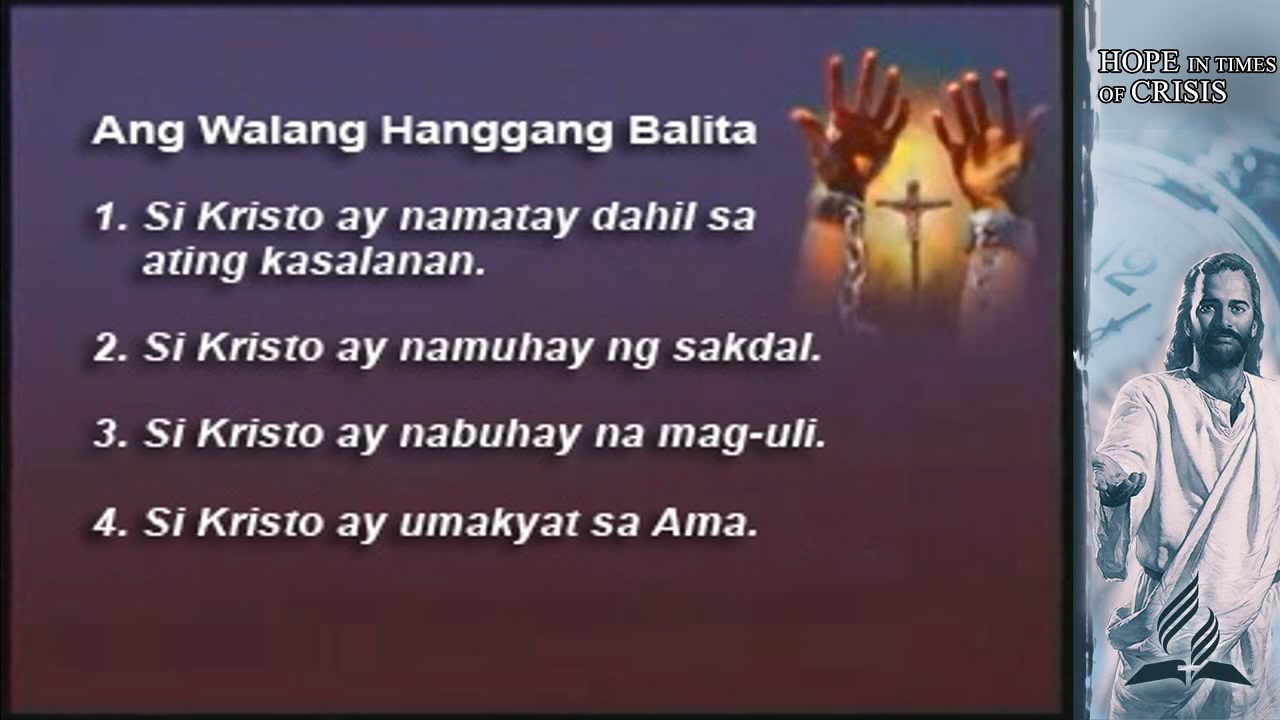 Ang Walang Hanggang Balita
1. Si Kristo ay namatay dahil sa
ating kasalanan.
2. Si Kristo ay namuhay ng sakdal.
3. Si Kristo ay nabuhay na mag-uli.
4. Si Kristo ay umakyat sa Ama.
HOPE IN TIMES
OF CRISIS
12
®